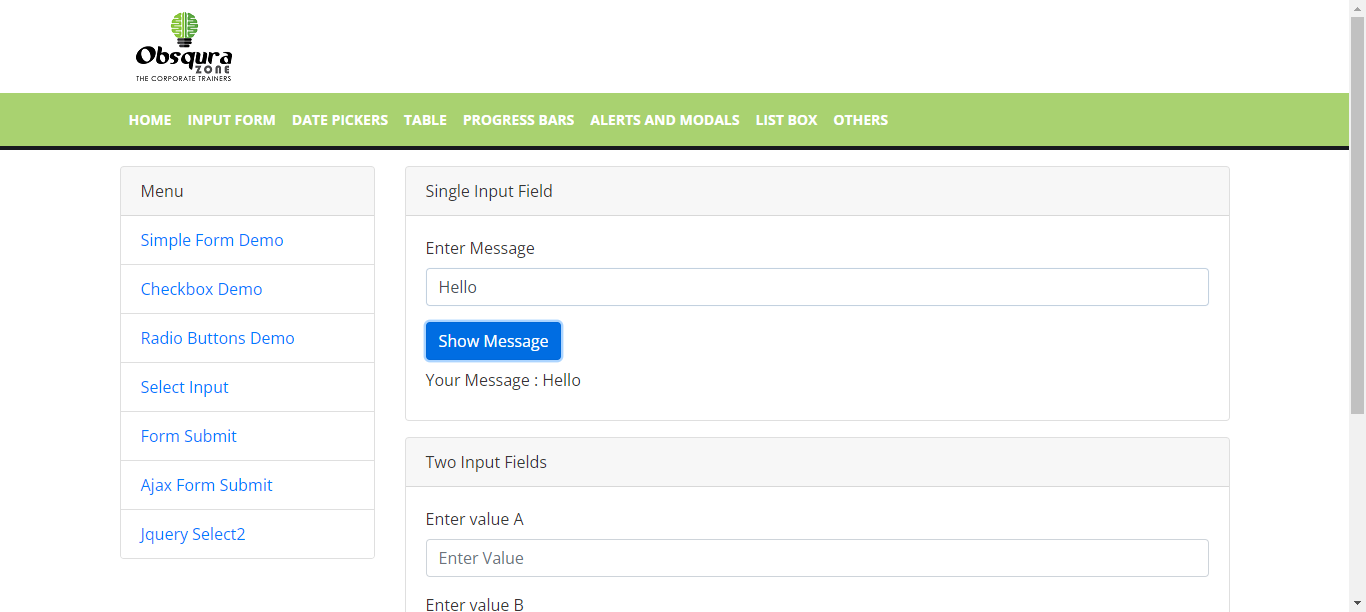 Obsqura
ZONE
THE CORPORATE TRAINERS
HOME INPUT FORM DATE PICKERS TABLE PROGRESS BARS ALERTS AND MODALS LIST BOX OTHERS
Menu
Simple Form Demo
Checkbox Demo
Radio Buttons Demo
Select Input
Form Submit
Ajax Form Submit
Jquery Select2
Single Input Field
Enter Message
Hello
Show Message
Your Message : Hello
Two Input Fields
Enter value A
Enter Value
Enter value B